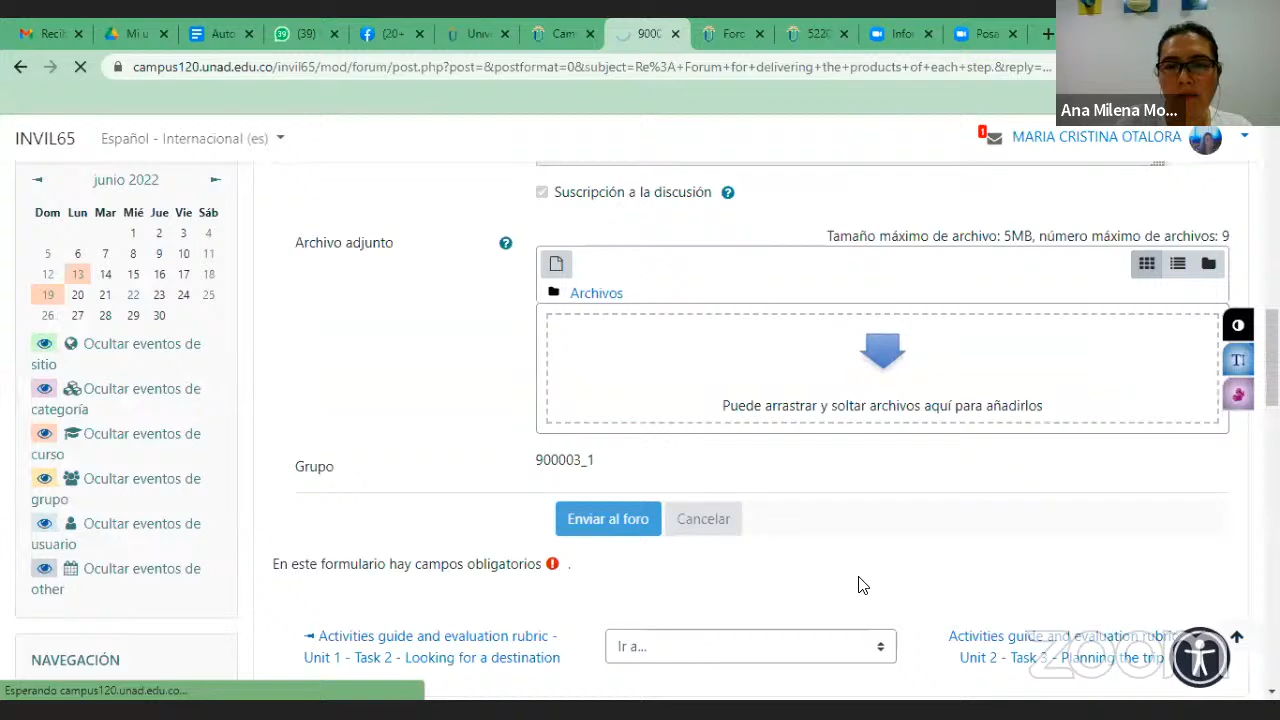 Recib
Mi u
Auto
(39)
(20+
Univ
Cam
9000
Foro
5220
Infor
Posa
campus120.unad.edu.co/invil65/mod/forum/post.php?post=&postformat=0&subject=Re%3A+Forum+for+delivering+the+products+of+each+step.&reply=...
Ana Milena Mo...
INVIL65
Español - Internacional (es)
1
MARIA CRISTINA OTALORA
junio 2022
Dom Lun Mar Mié Jue Vie Sáb
1 2 3 4
5 6 7 8 9 10 11
12 13 14 15 16 17 18
19 20 21 22 23 24 25
26 27 28 29 30
Ocultar eventos de
sitio
Ocultar eventos de
categoría
Ocultar eventos de
curso
Ocultar eventos de
grupo
Ocultar eventos de
usuario
Ocultar eventos de
other
NAVEGACIÓN
Suscripción a la discusión
Archivo adjunto
Tamaño máximo de archivo: 5MB, número máximo de archivos: 9
Archivos
Puede arrastrar y soltar archivos aquí para añadirlos
Grupo
900003_1
Enviar al foro
Cancelar
En este formulario hay campos obligatorios .
Activities guide and evaluation rubric -
Unit 1 - Task 2 - Looking for a destination
Ir a...
Activities guide and evaluation rubric
Unit 2 - Task 3 - Planning the trip
T!
zoom
Esperando campus120.unad.edu.co...